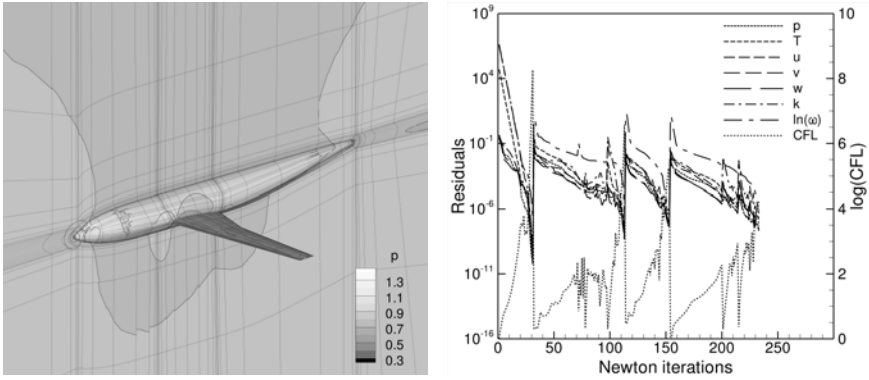 p
1.3
1.1
0.9
0.7
0.5
0.3
10^9
10^4
10^-1
10^-6
10^-11
10^-16
Residuals
0
50
100
150
200
250
Newton iterations
10
8
6
4
2
0
log(CFL)
p
T
u
v
w
k
ln(ω)
CFL